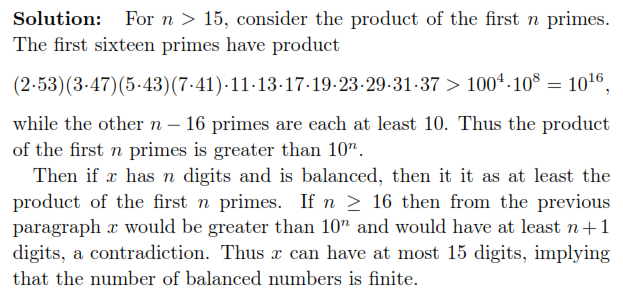 Solution: For n > 15, consider the product of the first n primes.
The first sixteen primes have product
(2·53)(3·47)(5·43)(7·41)·11·13·17·19·23·29·31·37 > 100⁴·10⁸ = 10¹⁶,
while the other n − 16 primes are each at least 10. Thus the product
of the first n primes is greater than 10ⁿ.
Then if x has n digits and is balanced, then it it as at least the
product of the first n primes. If n ≥ 16 then from the previous
paragraph x would be greater than 10ⁿ and would have at least n+1
digits, a contradiction. Thus x can have at most 15 digits, implying
that the number of balanced numbers is finite.